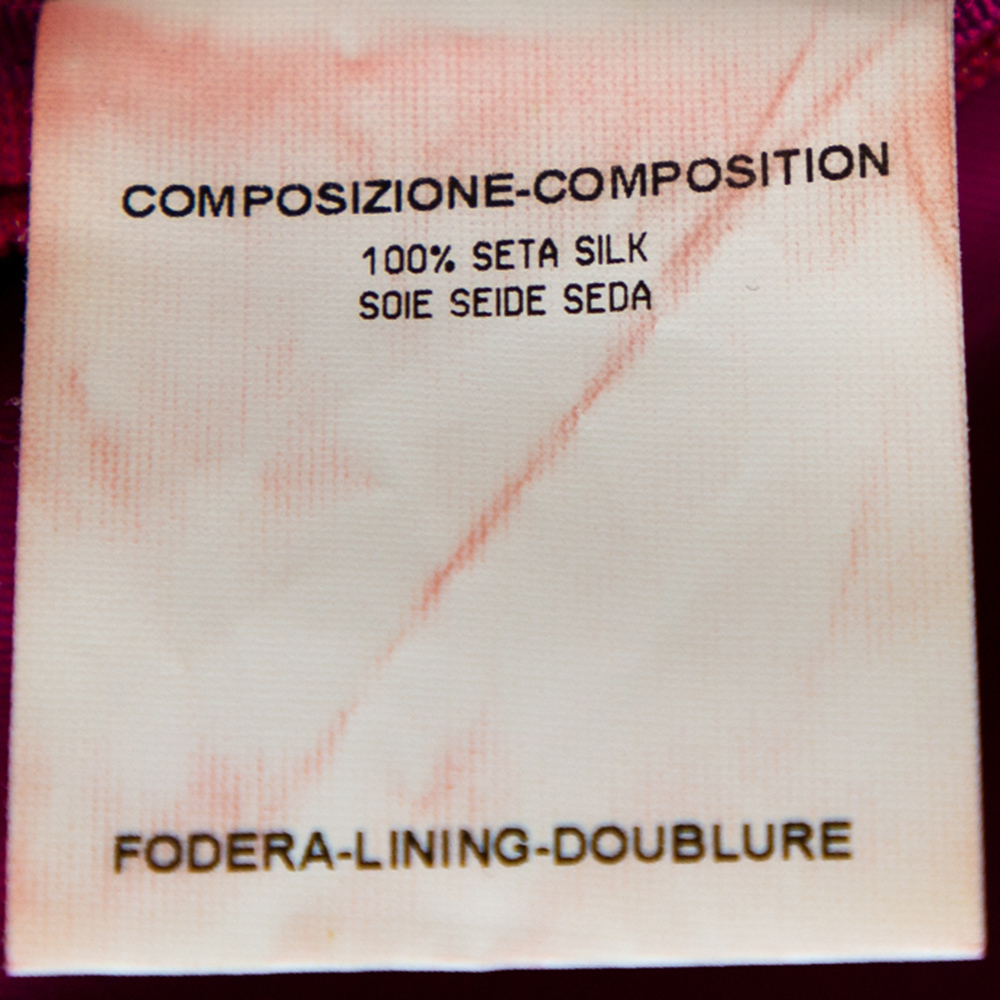 COMPOSIZIONE-COMPOSITION
100% SETA SILK
SOIE SEIDE SEDA
FODERA-LINING-DOUBLURE